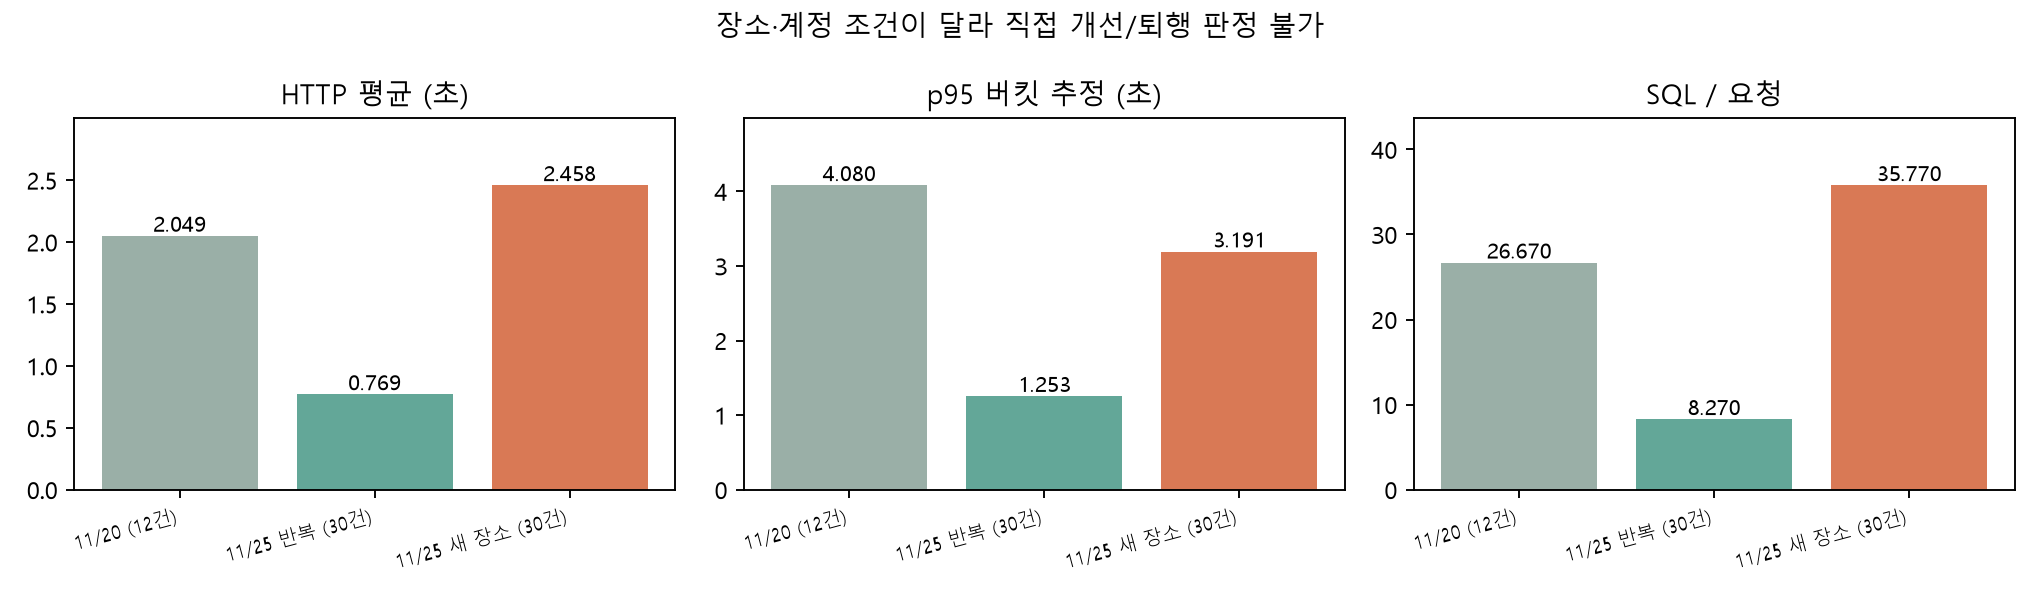 장소·계정 조건이 달라 직접 개선/퇴행 판정 불가
HTTP 평균 (초)
2.5
2.0
1.5
1.0
0.5
0.0
2.049
0.769
2.458
11/20 (12건)
11/25 반복 (30건)
11/25 새 장소 (30건)
p95 버킷 추정 (초)
4
3
2
1
0
4.080
1.253
3.191
11/20 (12건)
11/25 반복 (30건)
11/25 새 장소 (30건)
SQL / 요청
40
30
20
10
0
26.670
8.270
35.770
11/20 (12건)
11/25 반복 (30건)
11/25 새 장소 (30건)